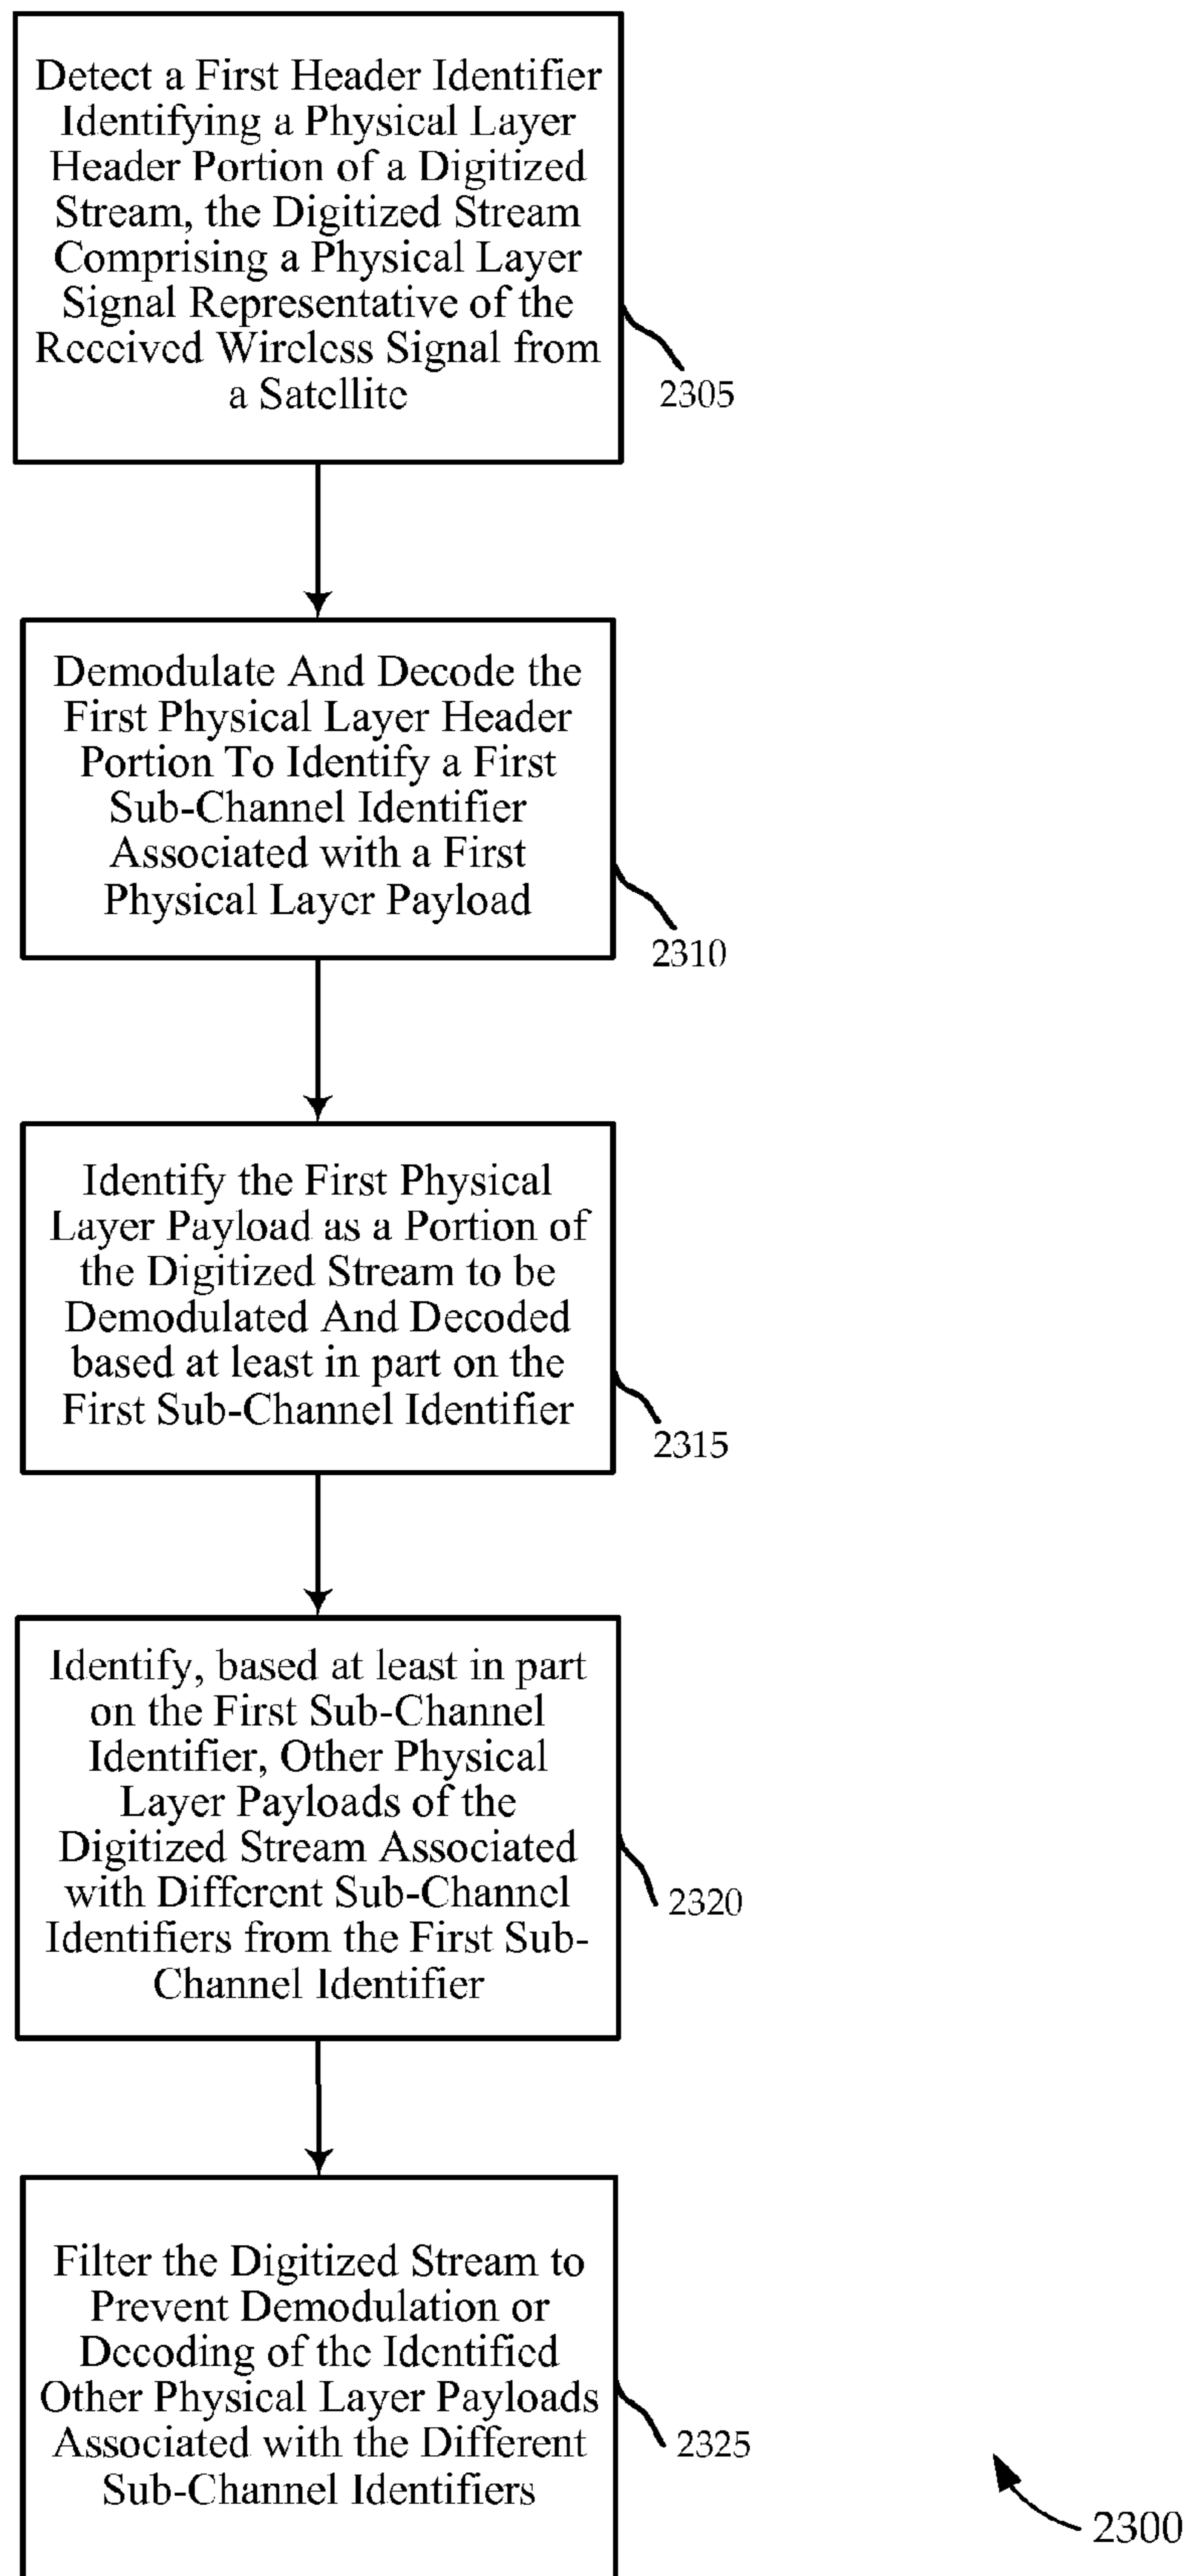 Detect a First Header Identifier
Identifying a Physical Layer
Header Portion of a Digitized
Stream, the Digitized Stream
Comprising a Physical Layer
Signal Representative of the
Received Wireless Signal from
a Satellite
2305
Demodulate And Decode the
First Physical Layer Header
Portion To Identify a First
Sub-Channel Identifier
Associated with a First
Physical Layer Payload
2310
Identify the First Physical
Layer Payload as a Portion of
the Digitized Stream to be
Demodulated And Decoded
based at least in part on the
First Sub-Channel Identifier
2315
Identify, based at least in part
on the First Sub-Channel
Identifier, Other Physical
Layer Payloads of the
Digitized Stream Associated
with Different Sub-Channel
Identifiers from the First Sub-
Channel Identifier
2320
Filter the Digitized Stream to
Prevent Demodulation or
Decoding of the Identified
Other Physical Layer Payloads
Associated with the Different
Sub-Channel Identifiers
2325
2300